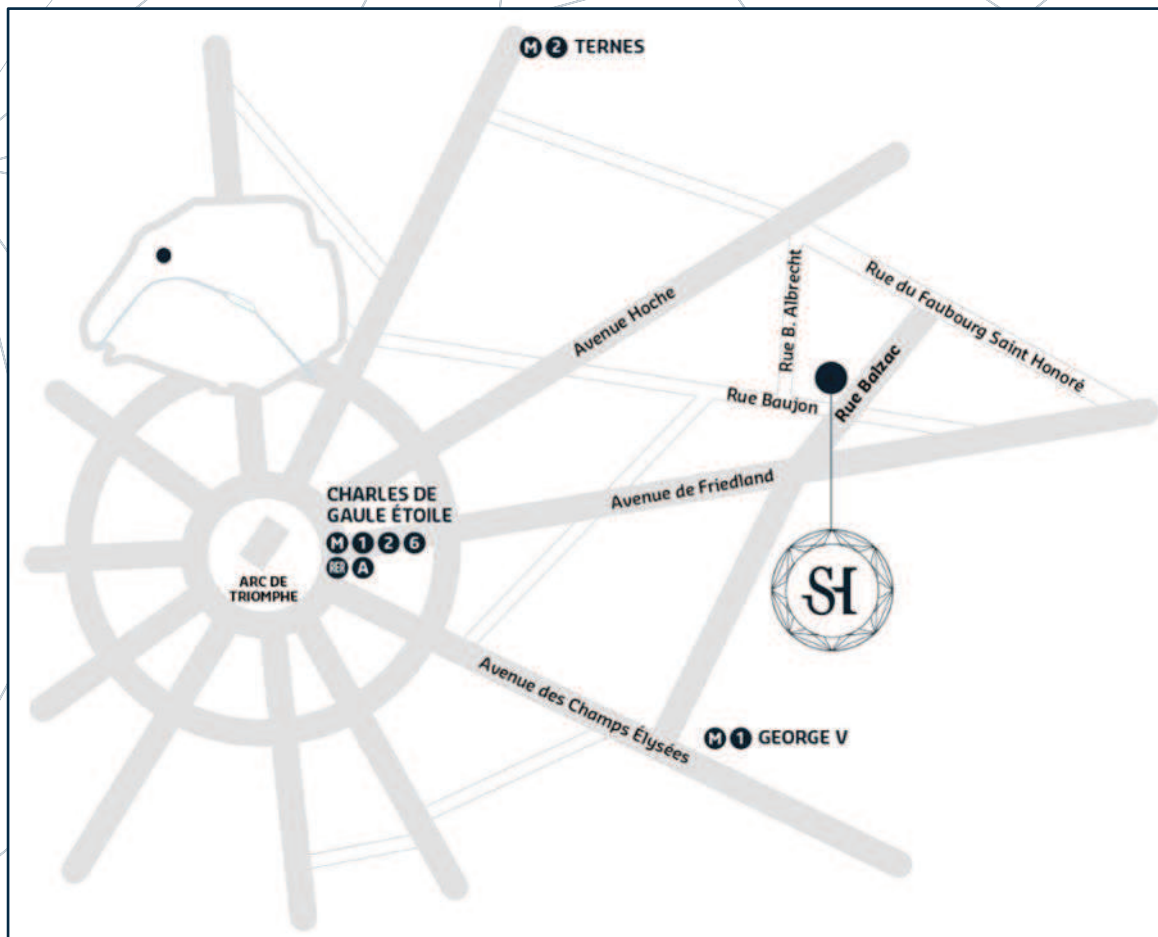 M 2 TERNES
Avenue Hoche
Rue B. Albrecht
Rue du Faubourg Saint Honoré
Rue Balzac
Rue Baujon
Avenue de Friedland
CHARLES DE
GAULE ÉTOILE
M 1 2 6
RER A
ARC DE
TRIOMPHE
SH
Avenue des Champs Élysées
M 1 GEORGE V